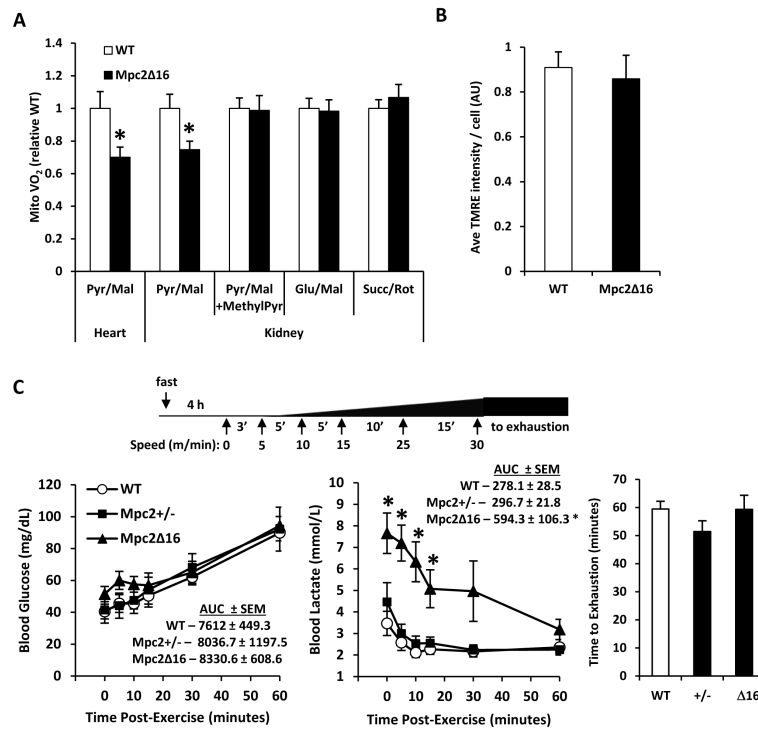 A
WT
Mpc2Δ16
Mito VO2 (relative WT)
1.4
1.2
1
0.8
0.6
0.4
0.2
0
*
*
Pyr/Mal
Pyr/Mal
Pyr/Mal
+MethylPyr
Glu/Mal
Succ/Rot
Heart
Kidney
B
Ave TMRE intensity / cell (AU)
1
0.8
0.6
0.4
0.2
0
WT
Mpc2Δ16
C
fast
4 h
3’
5’
5’
10’
15’
to exhaustion
Speed (m/min): 0 5 10 15 25 30
WT
Mpc2+/-
Mpc2Δ16
Blood Glucose (mg/dL)
120
100
80
60
40
20
0
AUC ± SEM
WT – 7612 ± 449.3
Mpc2+/- – 8036.7 ± 1197.5
Mpc2Δ16 – 8330.6 ± 608.6
0 10 20 30 40 50 60
Time Post-Exercise (minutes)
Blood Lactate (mmol/L)
9
8
7
6
5
4
3
2
1
* * * *
AUC ± SEM
WT – 278.1 ± 28.5
Mpc2+/- – 296.7 ± 21.8
Mpc2Δ16 – 594.3 ± 106.3 *
0 10 20 30 40 50 60
Time Post-Exercise (minutes)
Time to Exhaustion (minutes)
70
60
50
40
30
20
10
0
WT +/- Δ16